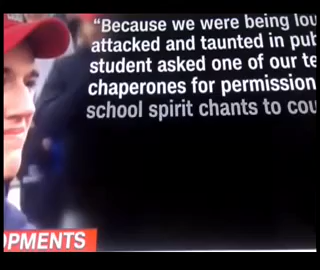 “Because we were being lou
attacked and taunted in pub
student asked one of our te
chaperones for permission
school spirit chants to cou
OPMENTS